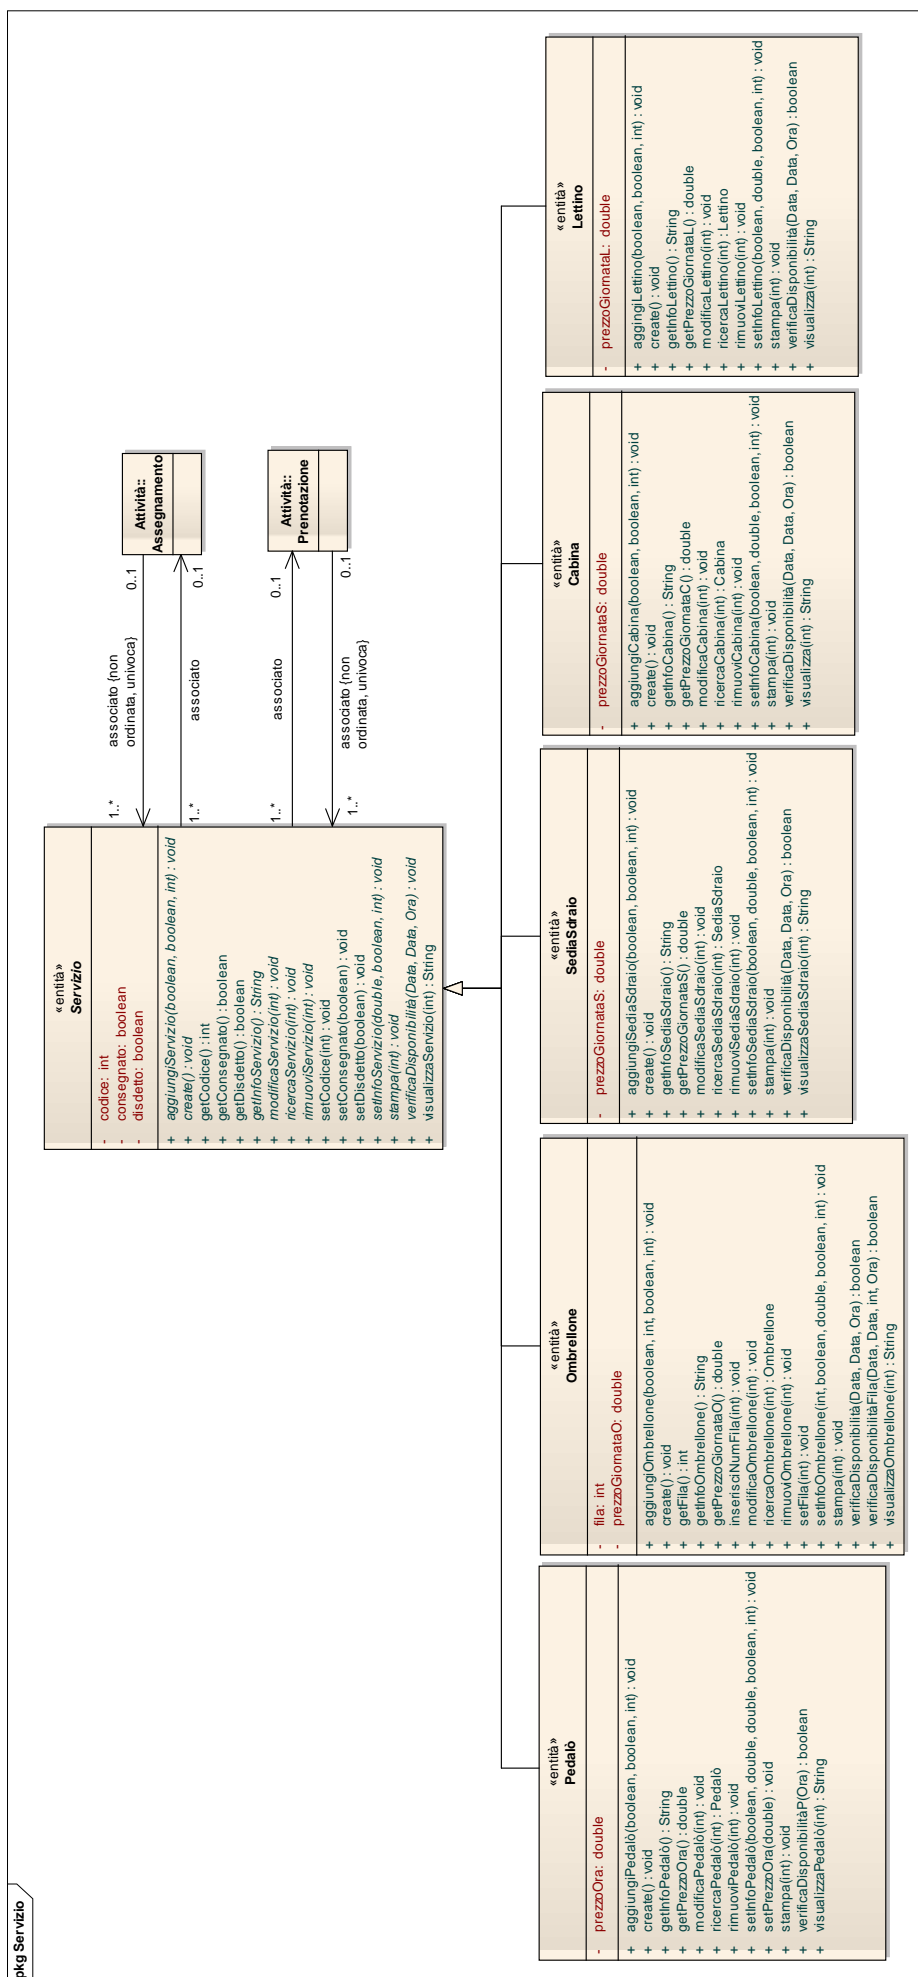 pkg Servizio
«entità»
Servizio
- codice: int
- consegnato: boolean
- disdetto: boolean
+ aggiungiServizio(boolean, boolean, int) : void
+ create() : void
+ getCodice() : int
+ getConsegnato() : boolean
+ getDisdetto() : boolean
+ getInfoServizio() : String
+ modificaServizio(int) : void
+ ricercaServizio(int) : void
+ rimuoviServizio(int) : void
+ setCodice(int) : void
+ setConsegnato(boolean) : void
+ setDisdetto(boolean) : void
+ setInfoServizio(double, boolean, int) : void
+ stampa(int) : void
+ verificaDisponibilità(Data, Data, Ora) : void
+ visualizzaServizio(int) : String
Attività::
Assegnamento
0..1
associato {non
ordinata, univoca}
1..*
0..1
associato
1..*
Attività::
Prenotazione
0..1
associato
1..*
0..1
associato {non
ordinata, univoca}
1..*
«entità»
Pedalò
- prezzoOra: double
+ aggiungiPedalò(boolean, boolean, int) : void
+ create() : void
+ getInfoPedalò() : String
+ getPrezzoOra() : double
+ modificaPedalò(int) : void
+ ricercaPedalò(int) : Pedalò
+ rimuoviPedalò(int) : void
+ setInfoPedalò(boolean, double, double, boolean, int) : void
+ setPrezzoOra(double) : void
+ stampa(int) : void
+ verificaDisponibilitàP(Ora) : boolean
+ visualizzaPedalò(int) : String
«entità»
Ombrellone
- fila: int
- prezzoGiornataO: double
+ aggiungiOmbrellone(boolean, int, boolean, int) : void
+ create() : void
+ getFila() : int
+ getInfoOmbrellone() : String
+ getPrezzoGiornataO() : double
+ inserisciNumFila(int) : void
+ modificaOmbrellone(int) : void
+ ricercaOmbrellone(int) : Ombrellone
+ rimuoviOmbrellone(int) : void
+ setFila(int) : void
+ setInfoOmbrellone(int, boolean, double, boolean, int) : void
+ stampa(int) : void
+ verificaDisponibilità(Data, Data, Ora) : boolean
+ verificaDisponibilitàFila(Data, Data, int, Ora) : boolean
+ visualizzaOmbrellone(int) : String
«entità»
SediaSdraio
- prezzoGiornataS: double
+ aggiungiSediaSdraio(boolean, boolean, int) : void
+ create() : void
+ getInfoSediaSdraio() : String
+ getPrezzoGiornataS() : double
+ modificaSediaSdraio(int) : void
+ ricercaSediaSdraio(int) : SediaSdraio
+ rimuoviSediaSdraio(int) : void
+ setInfoSediaSdraio(boolean, double, boolean, int) : void
+ stampa(int) : void
+ verificaDisponibilità(Data, Data, Ora) : boolean
+ visualizzaSediaSdraio(int) : String
«entità»
Cabina
- prezzoGiornataS: double
+ aggiungiCabina(boolean, boolean, int) : void
+ create() : void
+ getInfoCabina() : String
+ getPrezzoGiornataC() : double
+ modificaCabina(int) : void
+ ricercaCabina(int) : Cabina
+ rimuoviCabina(int) : void
+ setInfoCabina(boolean, double, boolean, int) : void
+ stampa(int) : void
+ verificaDisponibilità(Data, Data, Ora) : boolean
+ visualizza(int) : String
«entità»
Lettino
- prezzoGiornataL: double
+ aggingiLettino(boolean, boolean, int) : void
+ create() : void
+ getInfoLettino() : String
+ getPrezzoGiornataL() : double
+ modificaLettino(int) : void
+ ricercaLettino(int) : Lettino
+ rimuoviLettino(int) : void
+ setInfoLettino(boolean, double, boolean, int) : void
+ stampa(int) : void
+ verificaDisponibilità(Data, Data, Ora) : boolean
+ visualizza(int) : String